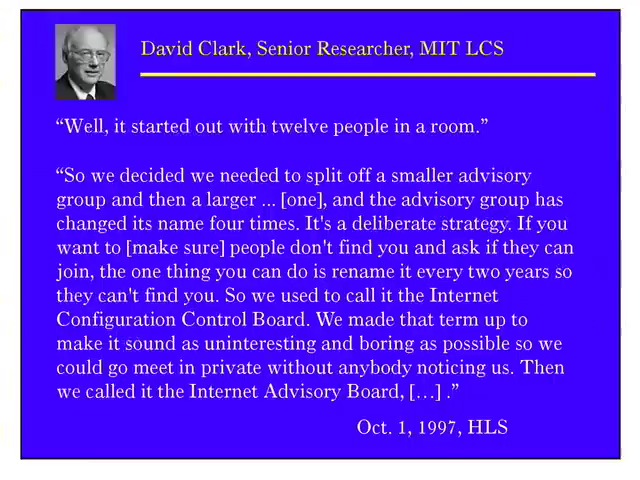 David Clark, Senior Researcher, MIT LCS
“Well, it started out with twelve people in a room.”
“So we decided we needed to split off a smaller advisory
group and then a larger ... [one], and the advisory group has
changed its name four times. It's a deliberate strategy. If you
want to [make sure] people don't find you and ask if they can
join, the one thing you can do is rename it every two years so
they can't find you. So we used to call it the Internet
Configuration Control Board. We made that term up to
make it sound as uninteresting and boring as possible so we
could go meet in private without anybody noticing us. Then
we called it the Internet Advisory Board, […] .”
Oct. 1, 1997, HLS